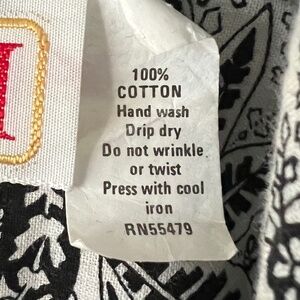 100%
COTTON
Hand wash
Drip dry
Do not wrinkle
or twist
Press with cool
iron
RN55479